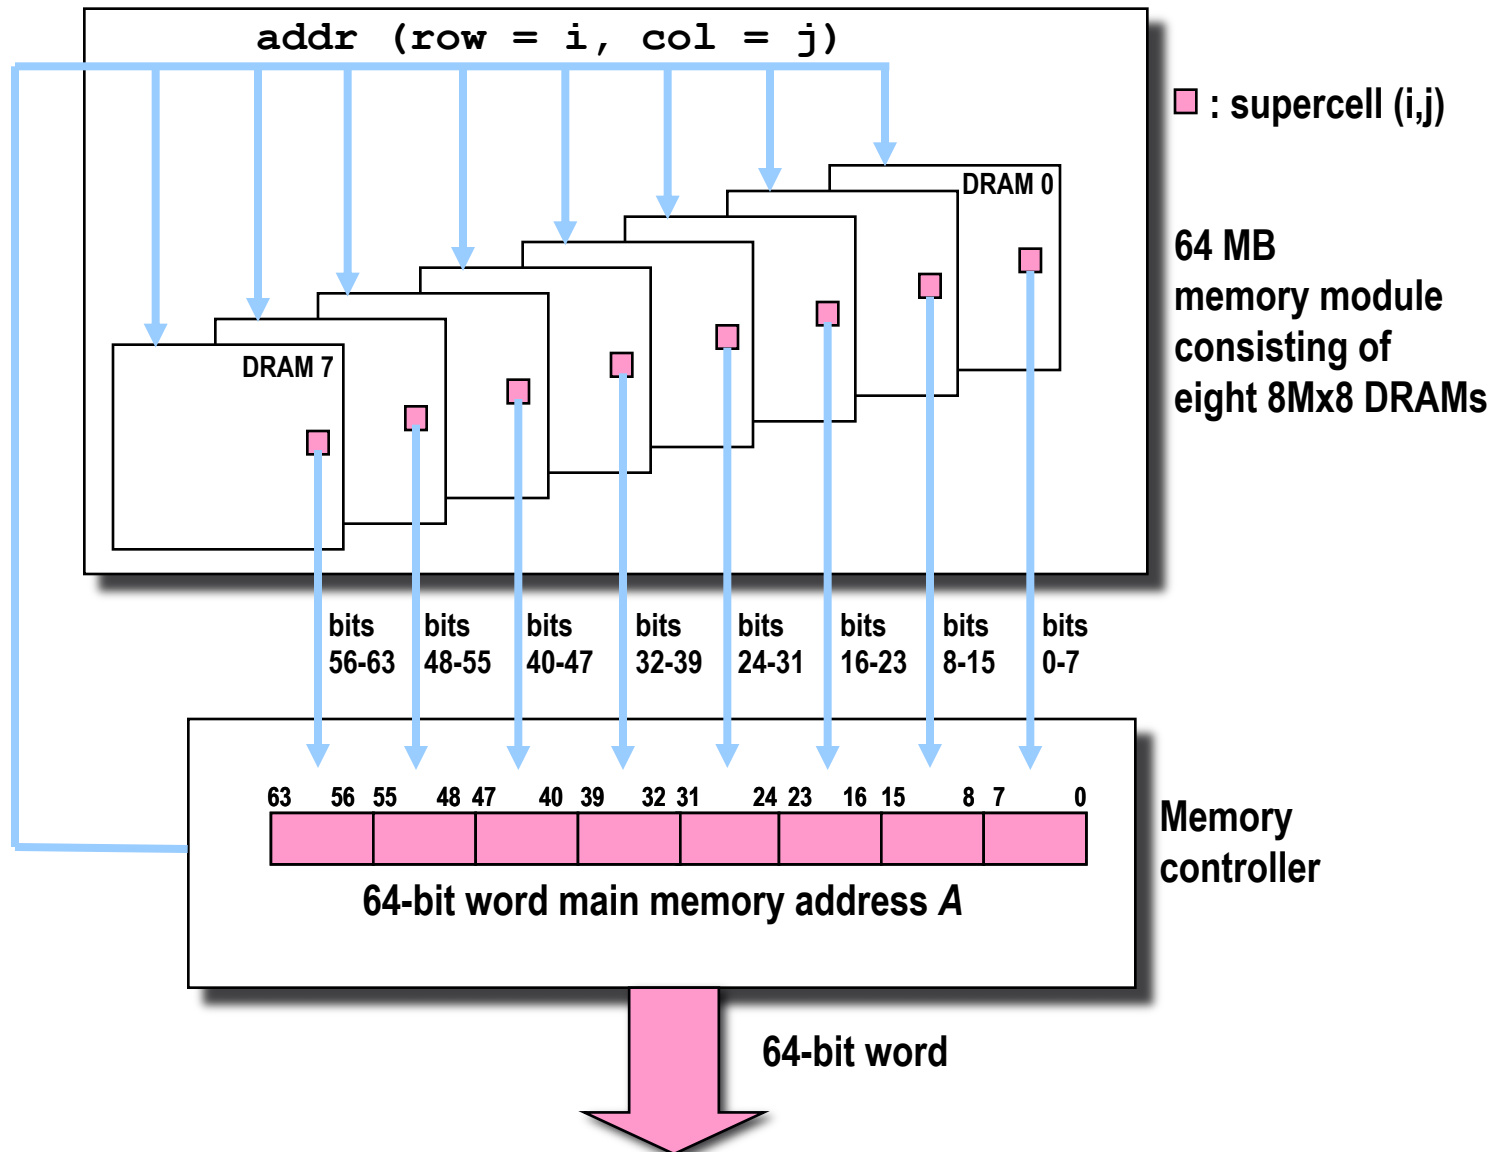 addr (row = i, col = j)
: supercell (i,j)
DRAM 0
64 MB
memory module
consisting of
eight 8Mx8 DRAMs
DRAM 7
bits
56-63
bits
48-55
bits
40-47
bits
32-39
bits
24-31
bits
16-23
bits
8-15
bits
0-7
63 56 55 48 47 40 39 32 31 24 23 16 15 8 7 0
64-bit word main memory address A
Memory
controller
64-bit word